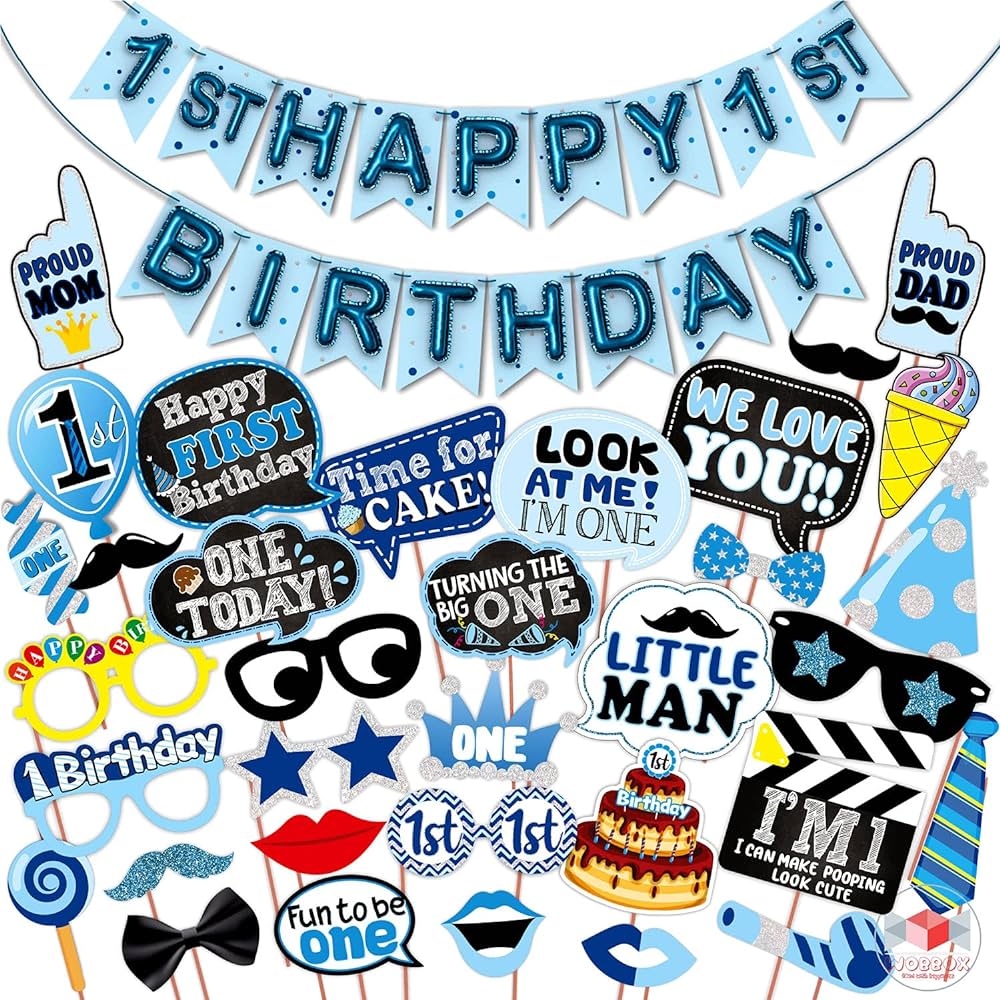 1ST HAPPY 1ST
BIRTHDAY
PROUD
MOM
PROUD
DAD
1st
Happy
FIRST
Birthday
Time for
CAKE!
LOOK
AT ME!
I'M ONE
WE LOVE
YOU!!
ONE
ONE
TODAY!
TURNING THE
BIG ONE
LITTLE
MAN
HAPPY BI
1 Birthday
ONE
1st 1st
1st
Birthday
I'M 1
I CAN MAKE POOPING
LOOK CUTE
Fun to be
one
WOBBOX